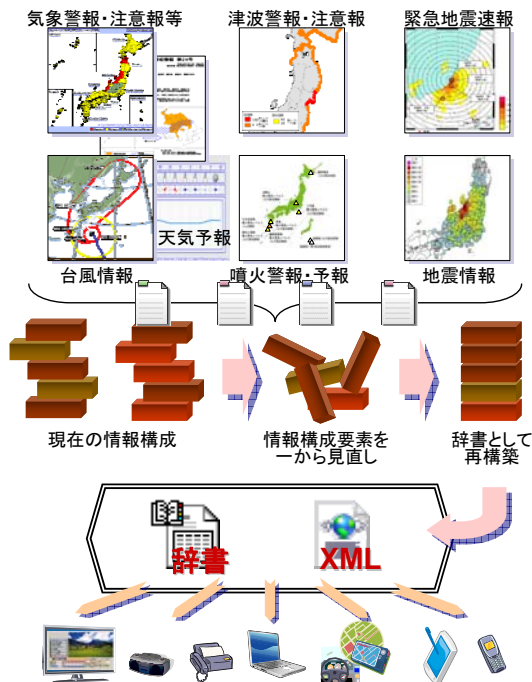 気象警報・注意報等
津波警報・注意報
緊急地震速報
天気予報
台風情報
噴火警報・予報
地震情報
現在の情報構成
情報構成要素を
一から見直し
辞書として
再構築
辞書
XML